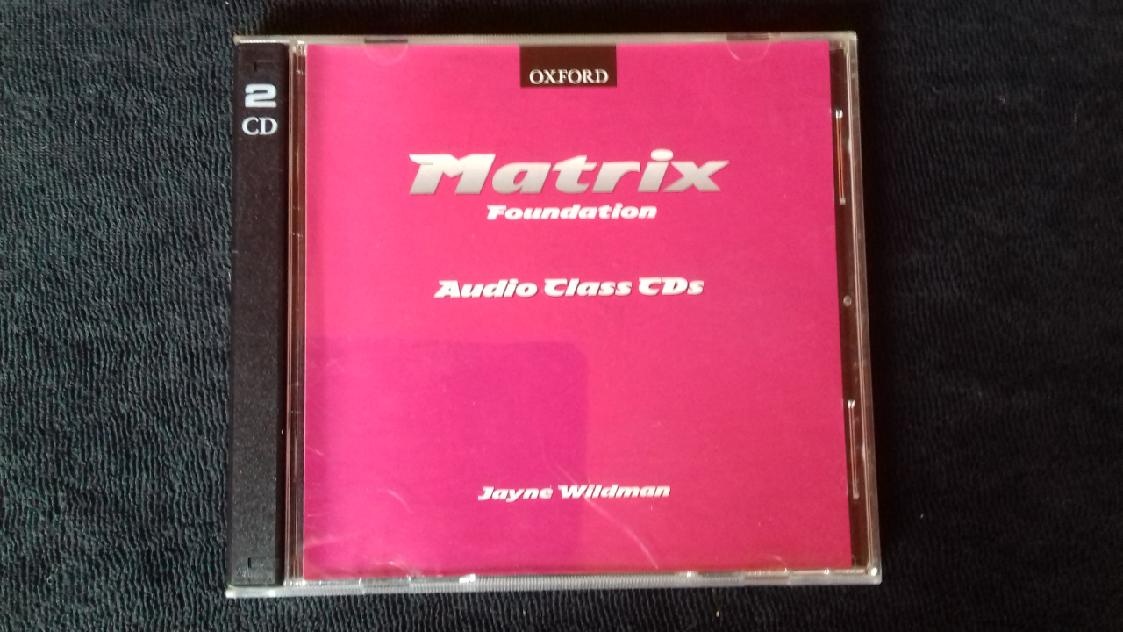 2
CD
OXFORD
Matrix
Foundation
Audio Class CDs
Jayne Wildman